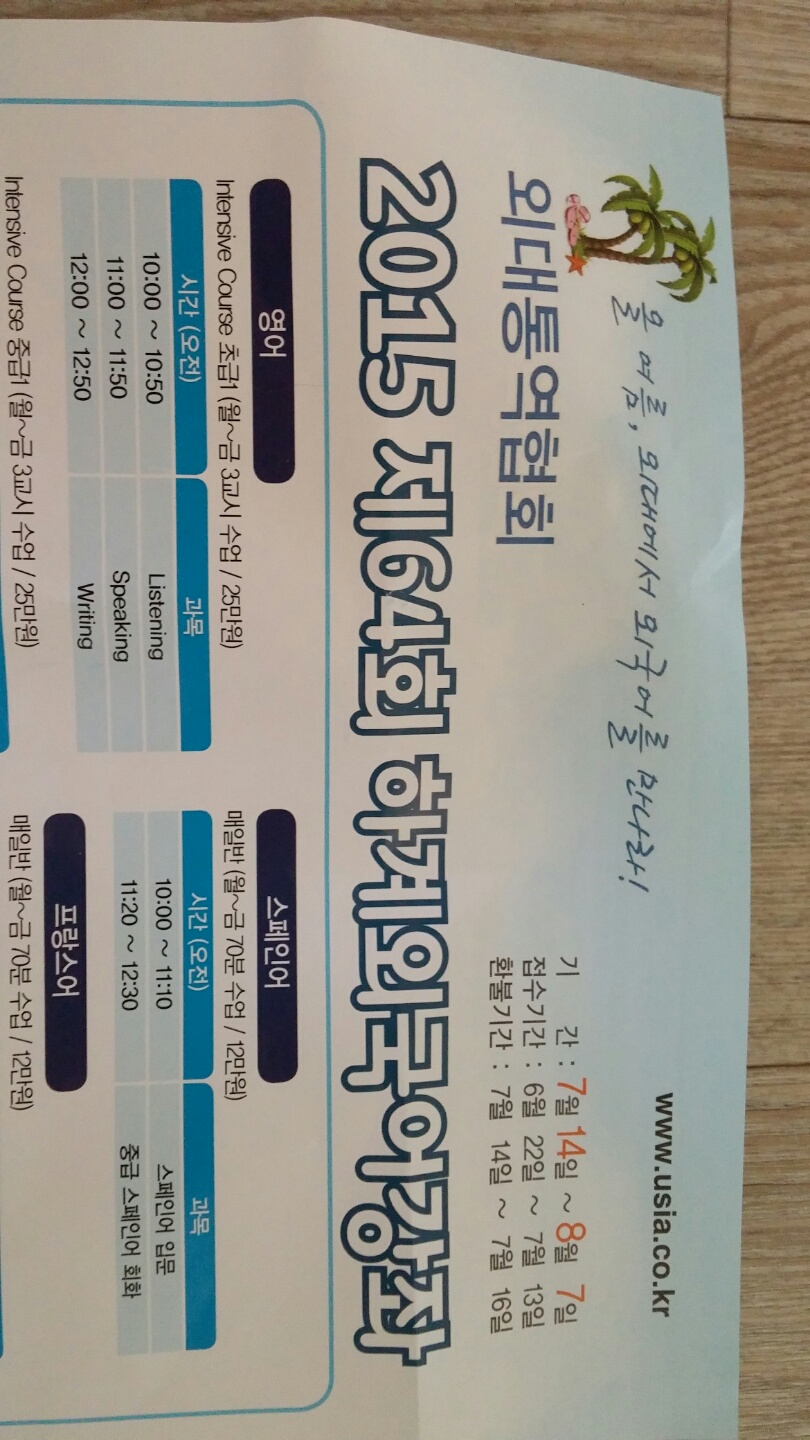 올 여름, 외대에서 외국어를 만나라!
www.usia.co.kr
외대통역협회
기 간 : 7월 14일 ~ 8월 7일
접수기간 : 6월 22일 ~ 7월 13일
환불기간 : 7월 14일 ~ 7월 16일
2015 제64회 하계외국어강좌
영어
Intensive Course 초급1 (월~금 3교시 수업 / 25만원)
시간 (오전) 과목
10:00 ~ 10:50 Listening
11:00 ~ 11:50 Speaking
12:00 ~ 12:50 Writing
Intensive Course 중급1 (월~금 3교시 수업 / 25만원)
스페인어
매일반 (월~금 70분 수업 / 12만원)
시간 (오전) 과목
10:00 ~ 11:10 스페인어 입문
11:20 ~ 12:30 중급 스페인어 회화
프랑스어
매일반 (월~금 70분 수업 / 12만원)